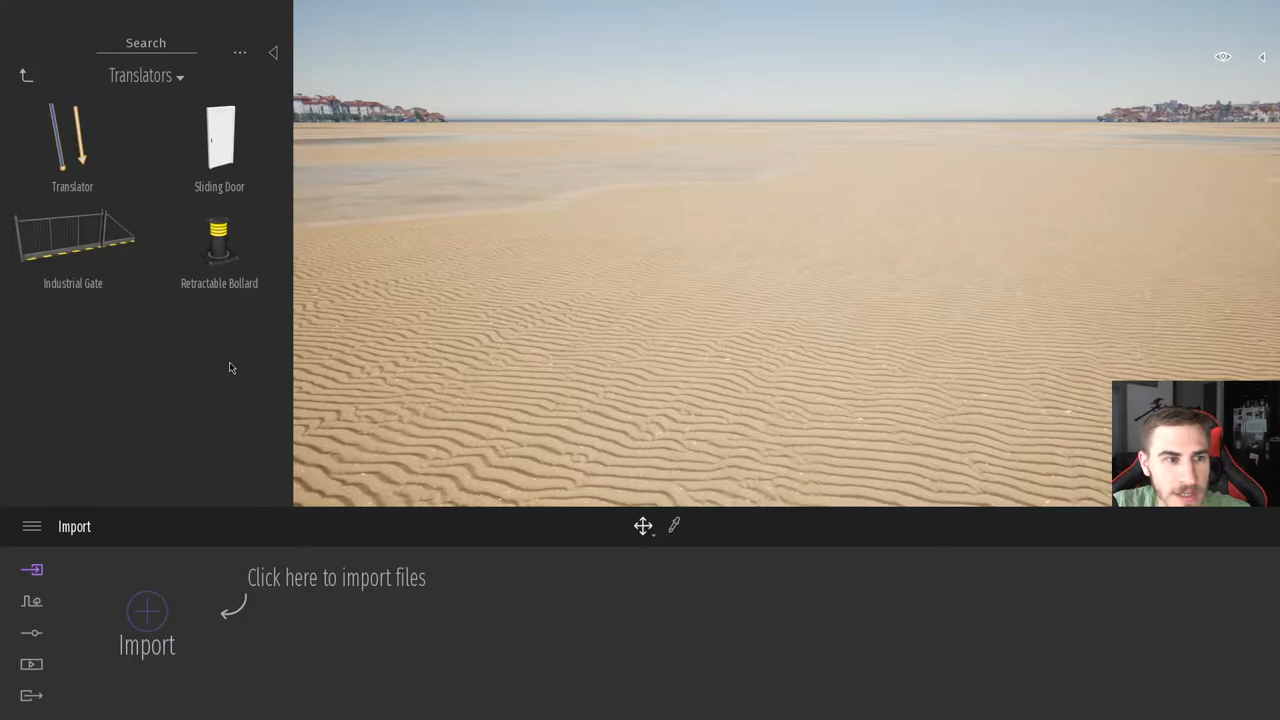 Search
...
Translators
Translator
Sliding Door
Industrial Gate
Retractable Bollard
Import
Click here to import files
Import